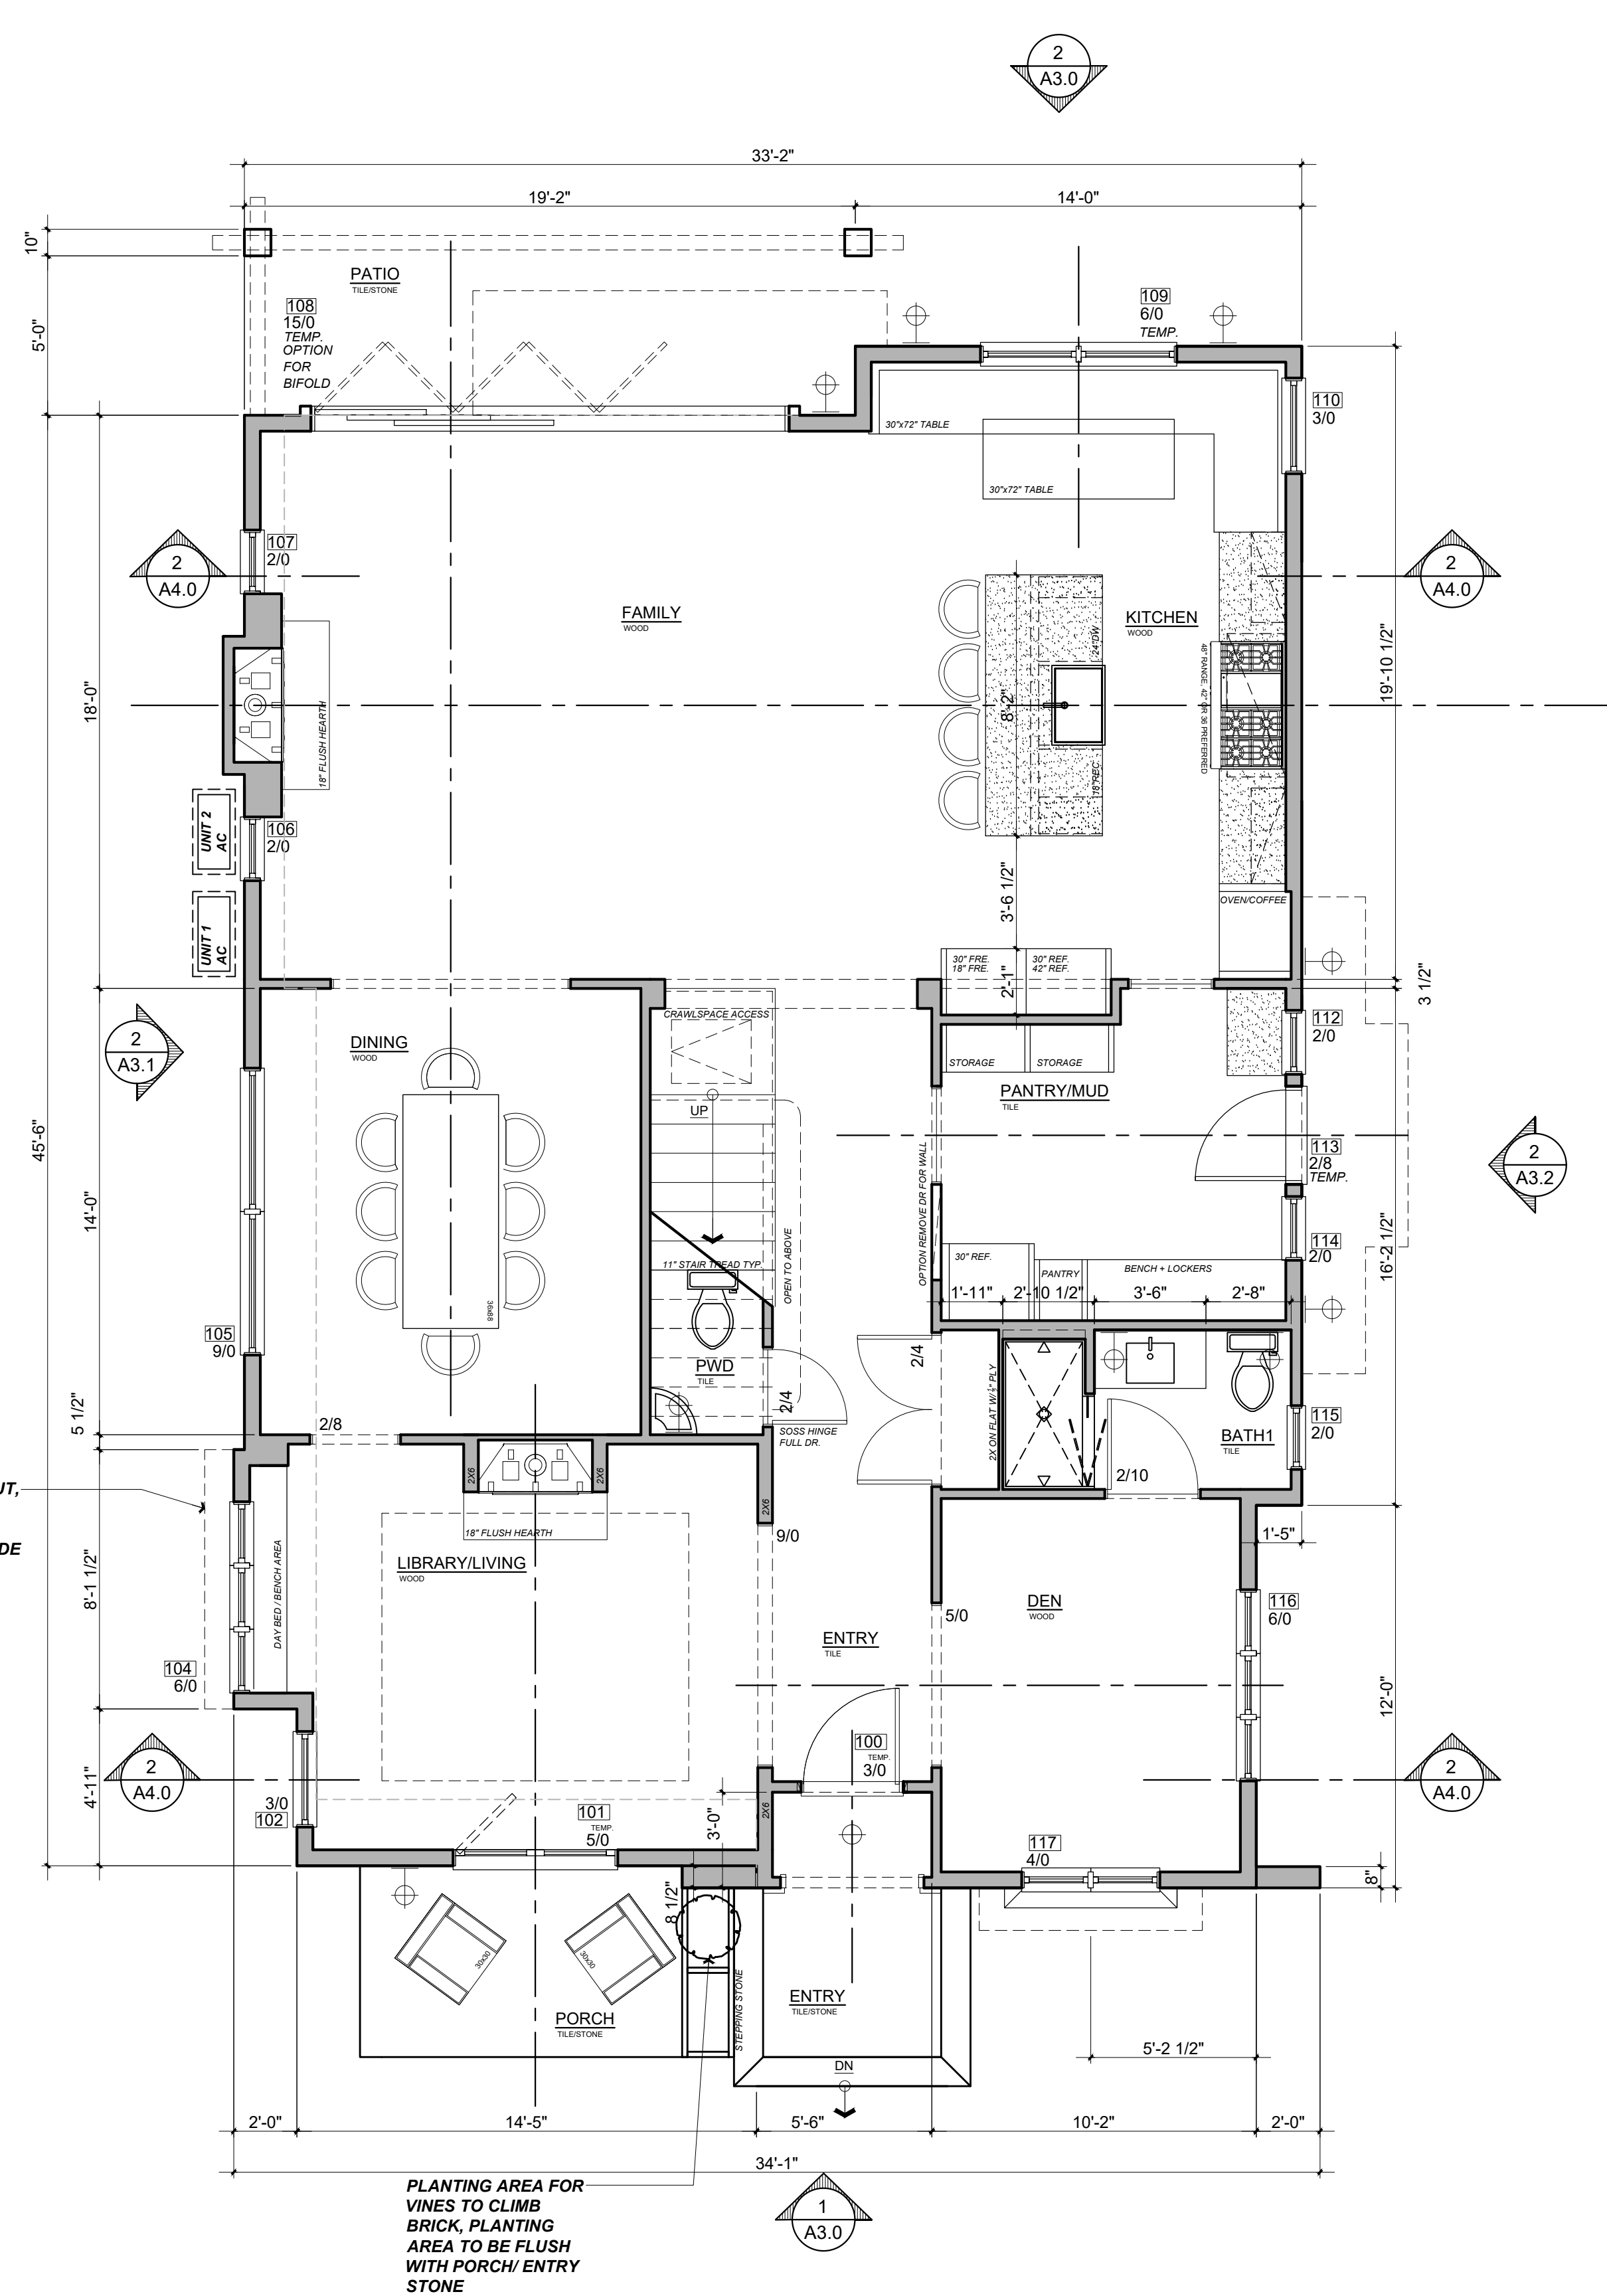 2
A3.0
33'-2"
19'-2"
14'-0"
10"
5'-0"
PATIO
TILE/STONE
108
15/0
TEMP.
OPTION
FOR
BIFOLD
109
6/0
TEMP.
110
3/0
30"x72" TABLE
30"x72" TABLE
107
2/0
2
A4.0
2
A4.0
FAMILY
WOOD
KITCHEN
WOOD
24"DW
8'-2"
18"REC.
48" RANGE, 42" OR 36 PREFERRED
19'-10 1/2"
18'-0"
18" FLUSH HEARTH
UNIT 2
AC
106
2/0
UNIT 1
AC
3'-6 1/2"
OVEN/COFFEE
30" FRE.
18" FRE.
30" REF.
42" REF.
2'-1"
3 1/2"
CRAWLSPACE ACCESS
112
2/0
2
A3.1
DINING
WOOD
STORAGE
STORAGE
PANTRY/MUD
TILE
UP
45'-6"
14'-0"
113
2/8
TEMP.
2
A3.2
OPTION REMOVE DR FOR WALL
OPEN TO ABOVE
114
2/0
16'-2 1/2"
11" STAIR TREAD TYP.
30" REF.
PANTRY
BENCH + LOCKERS
1'-11"
2'-10 1/2"
3'-6"
2'-8"
36x88
105
9/0
PWD
TILE
2/4
2/4
2X ON FLAT W/½" PLY
5 1/2"
2/8
SOSS HINGE
FULL DR.
BATH1
TILE
115
2/0
2/10
2X6
2X6
2X6
UT,
DE
18" FLUSH HEARTH
9/0
1'-5"
DAY BED / BENCH AREA
LIBRARY/LIVING
WOOD
8'-1 1/2"
DEN
WOOD
116
6/0
5/0
ENTRY
TILE
104
6/0
12'-0"
100
TEMP.
3/0
2
A4.0
2
A4.0
4'-11"
3/0
102
101
TEMP.
5/0
3'-0"
2X6
117
4/0
8"
8 1/2"
30x30
30x30
STEPPING STONE
ENTRY
TILE/STONE
PORCH
TILE/STONE
5'-2 1/2"
DN
2'-0"
14'-5"
5'-6"
10'-2"
2'-0"
34'-1"
PLANTING AREA FOR
VINES TO CLIMB
BRICK, PLANTING
AREA TO BE FLUSH
WITH PORCH/ ENTRY
STONE
1
A3.0